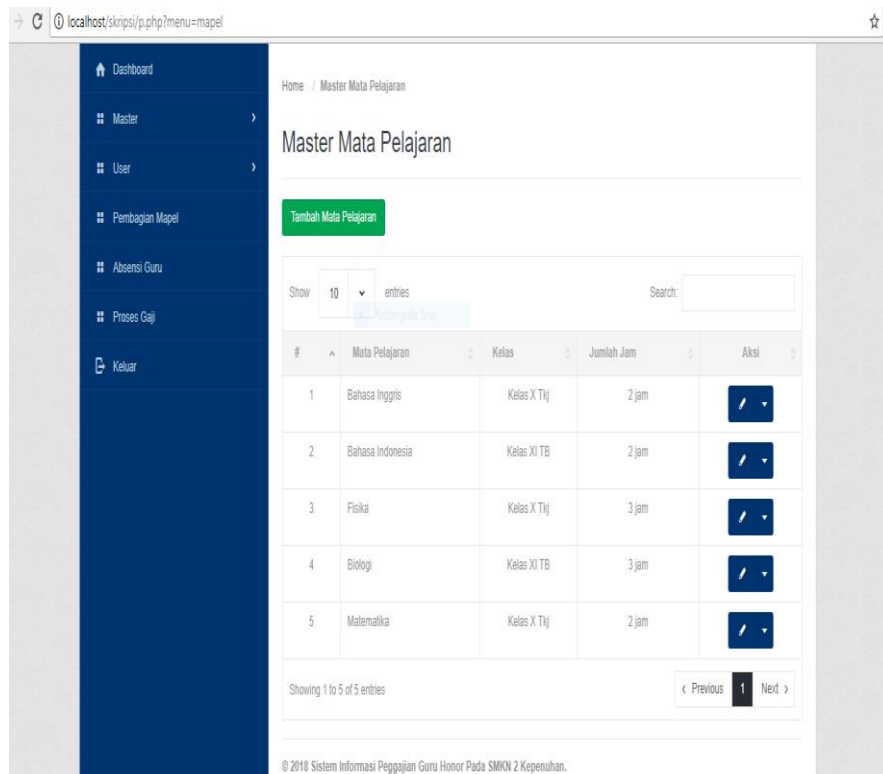 localhost/skripsi/p.php?menu=mapel
Dashboard
Master
User
Pembagian Mapel
Absensi Guru
Proses Gaji
Keluar
Home / Master Mata Pelajaran
Master Mata Pelajaran
Tambah Mata Pelajaran
Show 10 entries Search:
# Mata Pelajaran Kelas Jumlah Jam Aksi
1 Bahasa Inggris Kelas X Tkj 2 jam
2 Bahasa Indonesia Kelas XI TB 2 jam
3 Fisika Kelas X Tkj 3 jam
4 Biologi Kelas XI TB 3 jam
5 Matematika Kelas X Tkj 2 jam
Showing 1 to 5 of 5 entries ‹ Previous 1 Next ›
© 2018 Sistem Informasi Peggajian Guru Honor Pada SMKN 2 Kepenuhan.